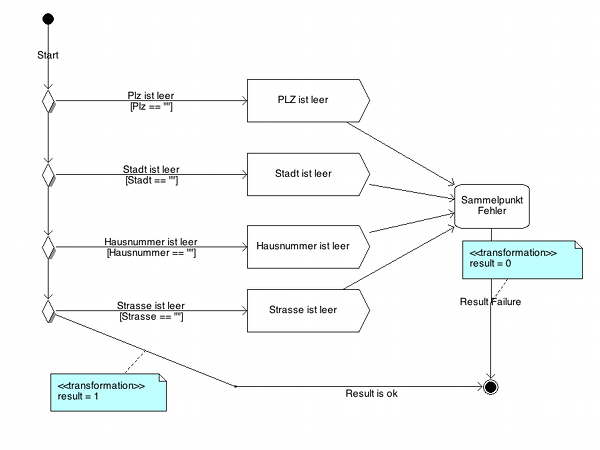 Start
Plz ist leer
[Plz == ""]
PLZ ist leer
Stadt ist leer
[Stadt == ""]
Stadt ist leer
Sammelpunkt
Fehler
Hausnummer ist leer
[Hausnummer == ""]
Hausnummer ist leer
<<transformation>>
result = 0
Result Failure
Strasse ist leer
[Strasse == ""]
Strasse ist leer
<<transformation>>
result = 1
Result is ok